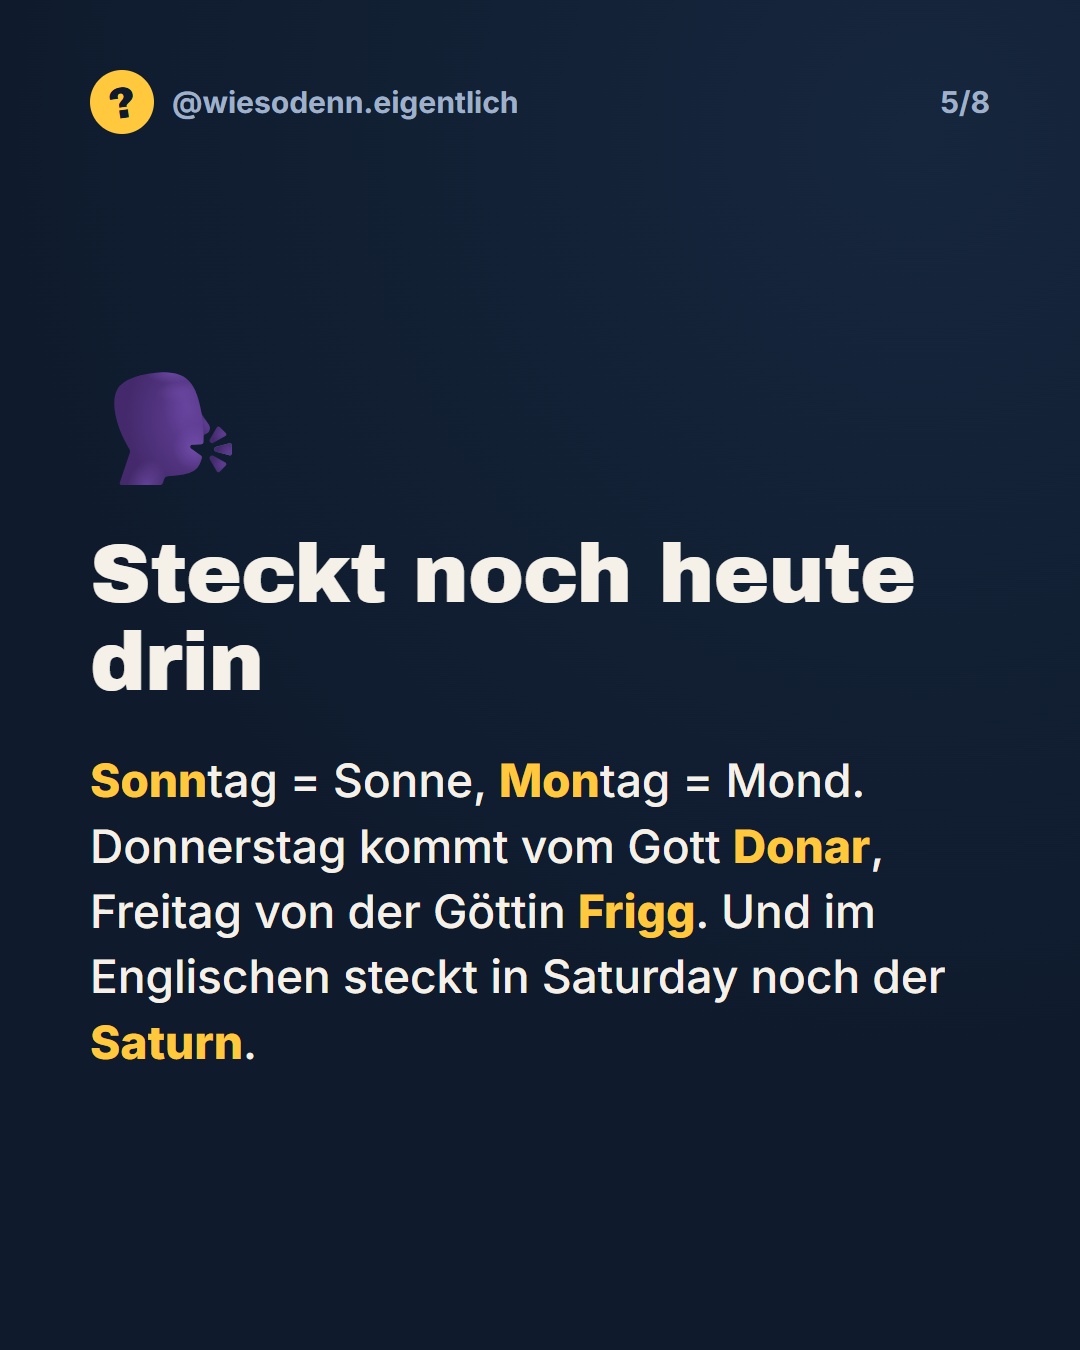 ?
@wiesodenn.eigentlich
5/8
Steckt noch heute
drin
Sonntag = Sonne, Montag = Mond.
Donnerstag kommt vom Gott Donar,
Freitag von der Göttin Frigg. Und im
Englischen steckt in Saturday noch der
Saturn.